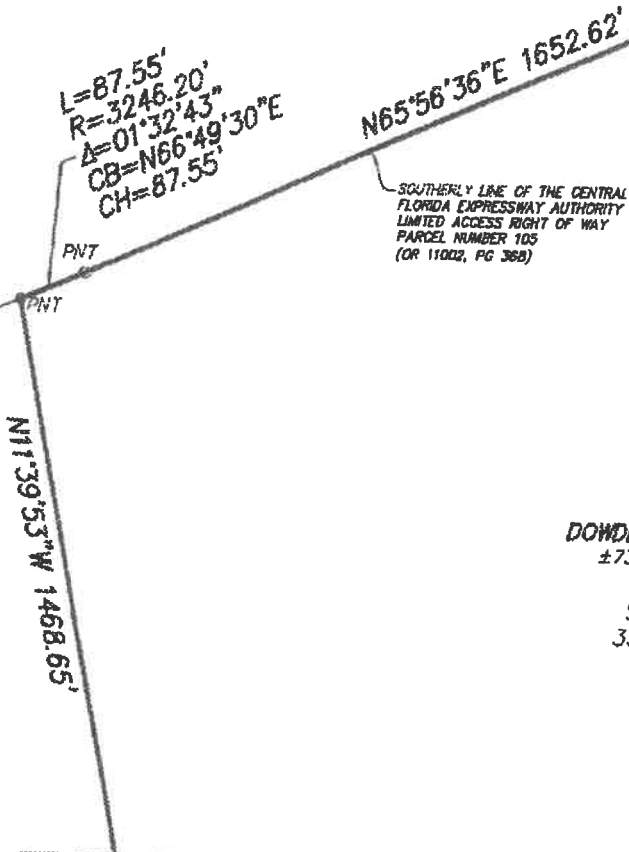 L=87.55'
R=3246.20'
Δ=01°32'43"
CB=N66°49'30"E
CH=87.55'
N65°56'36"E 1652.62'
SOUTHERLY LINE OF THE CENTRAL
FLORIDA EXPRESSWAY AUTHORITY
LIMITED ACCESS RIGHT OF WAY
PARCEL NUMBER 105
(OR 11002, PG 368)
PNT
PNT
N11°39'53"W 1468.65'